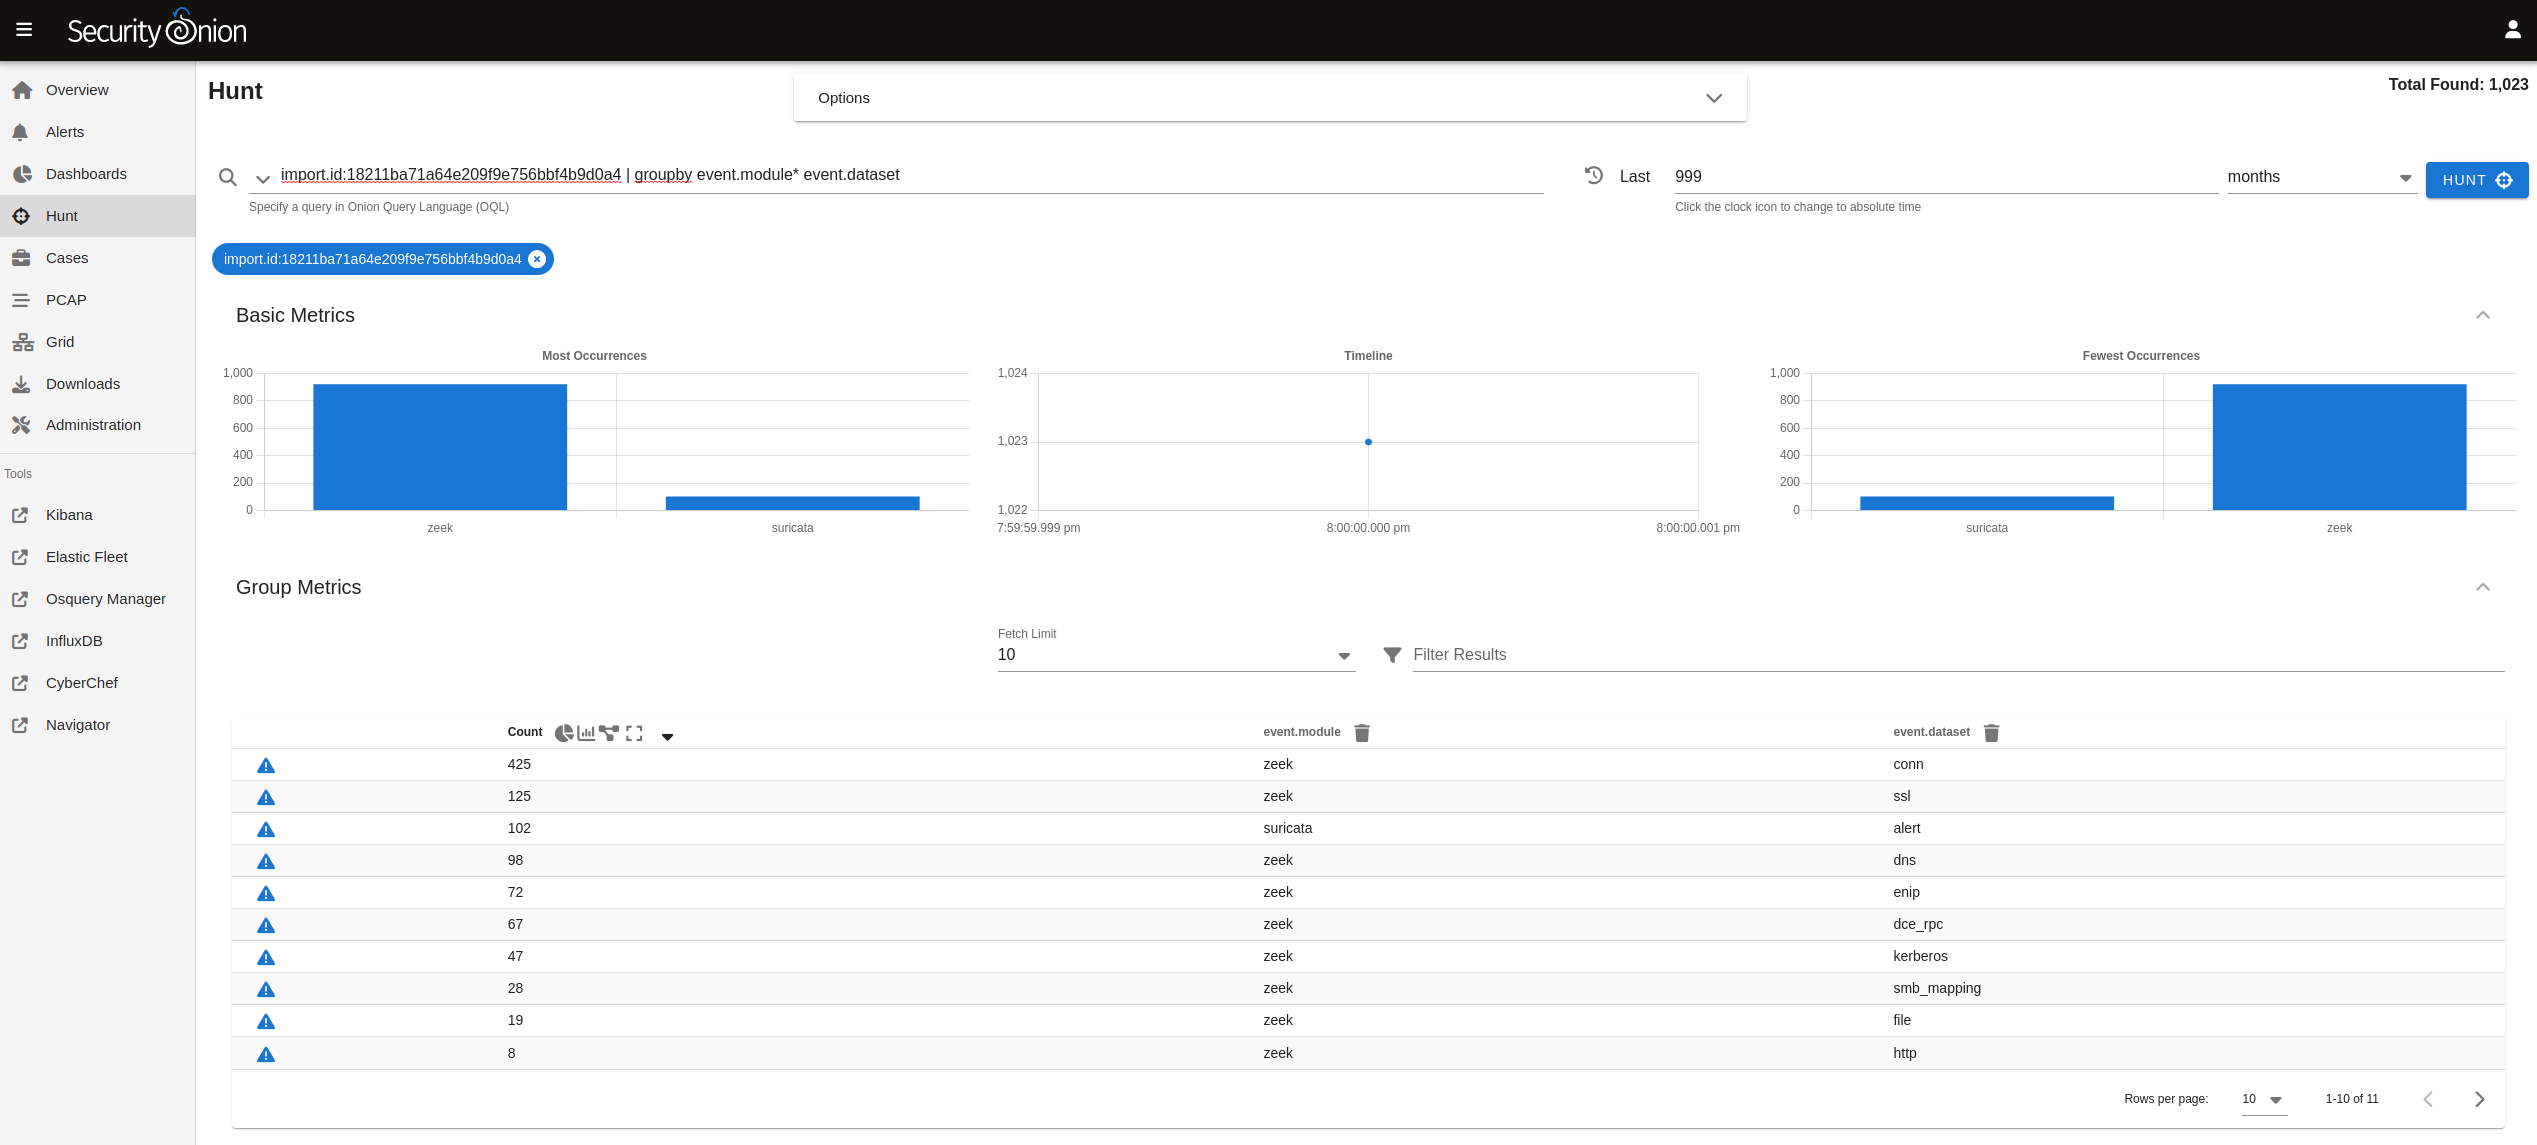 Security Onion
Overview
Alerts
Dashboards
Hunt
Cases
PCAP
Grid
Downloads
Administration
Tools
Kibana
Elastic Fleet
Osquery Manager
InfluxDB
CyberChef
Navigator
Hunt
Options
Total Found: 1,023
import.id:18211ba71a64e209f9e756bbf4b9d0a4 | groupby event.module* event.dataset
Specify a query in Onion Query Language (OQL)
Last 999 months HUNT
Click the clock icon to change to absolute time
import.id:18211ba71a64e209f9e756bbf4b9d0a4
Basic Metrics
Most Occurrences
1,000
800
600
400
200
0
zeek suricata
Timeline
1,024
1,023
1,022
7:59:59.999 pm 8:00:00.000 pm 8:00:00.001 pm
Fewest Occurrences
1,000
800
600
400
200
0
suricata zeek
Group Metrics
Fetch Limit
10 Filter Results
Count event.module event.dataset
425 zeek conn
125 zeek ssl
102 suricata alert
98 zeek dns
72 zeek enip
67 zeek dce_rpc
47 zeek kerberos
28 zeek smb_mapping
19 zeek file
8 zeek http
Rows per page: 10 1-10 of 11